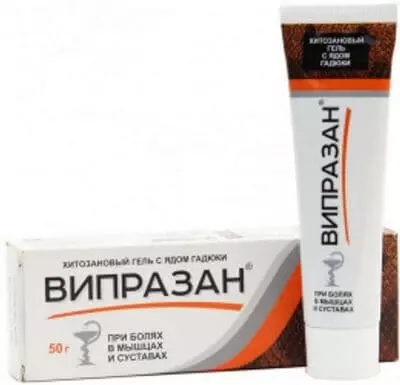 ХИТОЗАНОВЫЙ
ГЕЛЬ
С ЯДОМ
ГАДЮКИ
ВИПРАЗАН®
ПРИ БОЛЯХ
В МЫШЦАХ
И СУСТАВАХ
ХИТОЗАНОВЫЙ ГЕЛЬ С ЯДОМ ГАДЮКИ
ВИПРАЗАН®
50 г
ПРИ БОЛЯХ
В МЫШЦАХ
И СУСТАВАХ